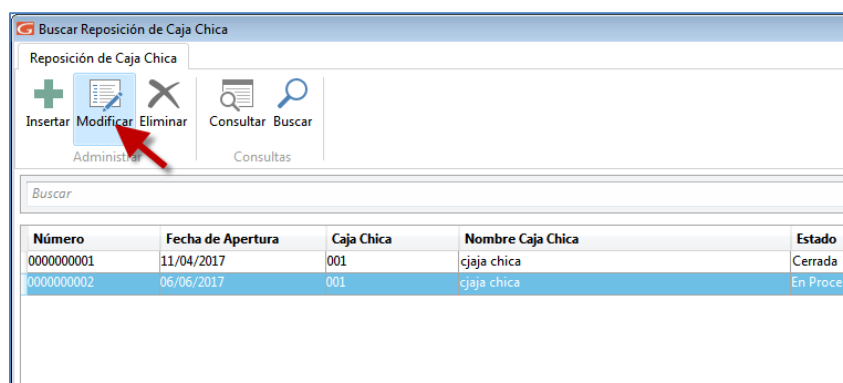 Buscar Reposición de Caja Chica
Reposición de Caja Chica
Insertar Modificar Eliminar Consultar Buscar
Administrar Consultas
Buscar
Número Fecha de Apertura Caja Chica Nombre Caja Chica Estado
0000000001 11/04/2017 001 cjaja chica Cerrada
0000000002 06/06/2017 001 cjaja chica En Proce